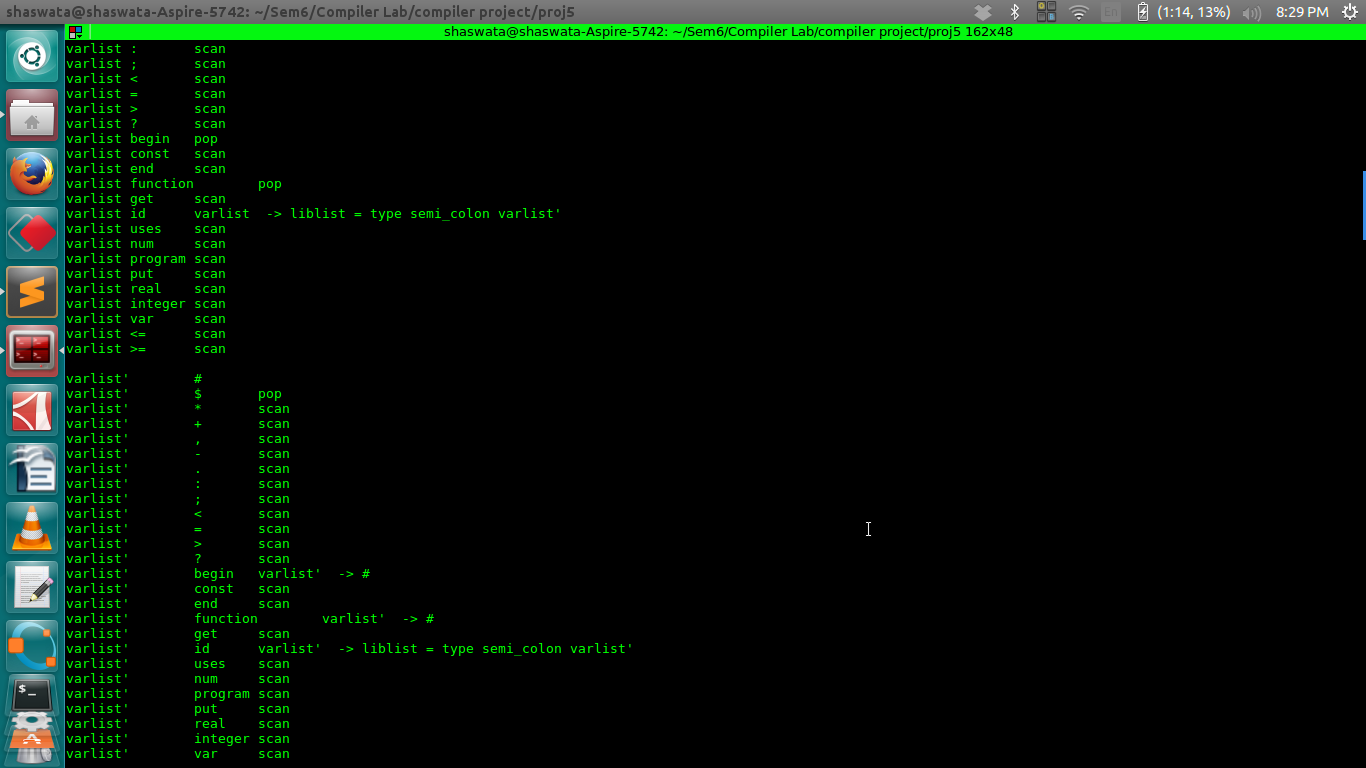 shaswata@shaswata-Aspire-5742: ~/Sem6/Compiler Lab/compiler project/proj5 En (1:14, 13%) 8:29 PM
shaswata@shaswata-Aspire-5742: ~/Sem6/Compiler Lab/compiler project/proj5 162x48
varlist : scan
varlist ; scan
varlist < scan
varlist = scan
varlist > scan
varlist ? scan
varlist begin pop
varlist const scan
varlist end scan
varlist function pop
varlist get scan
varlist id varlist -> liblist = type semi_colon varlist'
varlist uses scan
varlist num scan
varlist program scan
varlist put scan
varlist real scan
varlist integer scan
varlist var scan
varlist <= scan
varlist >= scan
varlist' #
varlist' $ pop
varlist' * scan
varlist' + scan
varlist' , scan
varlist' - scan
varlist' . scan
varlist' : scan
varlist' ; scan
varlist' < scan
varlist' = scan
varlist' > scan
varlist' ? scan
varlist' begin varlist' -> #
varlist' const scan
varlist' end scan
varlist' function varlist' -> #
varlist' get scan
varlist' id varlist' -> liblist = type semi_colon varlist'
varlist' uses scan
varlist' num scan
varlist' program scan
varlist' put scan
varlist' real scan
varlist' integer scan
varlist' var scan